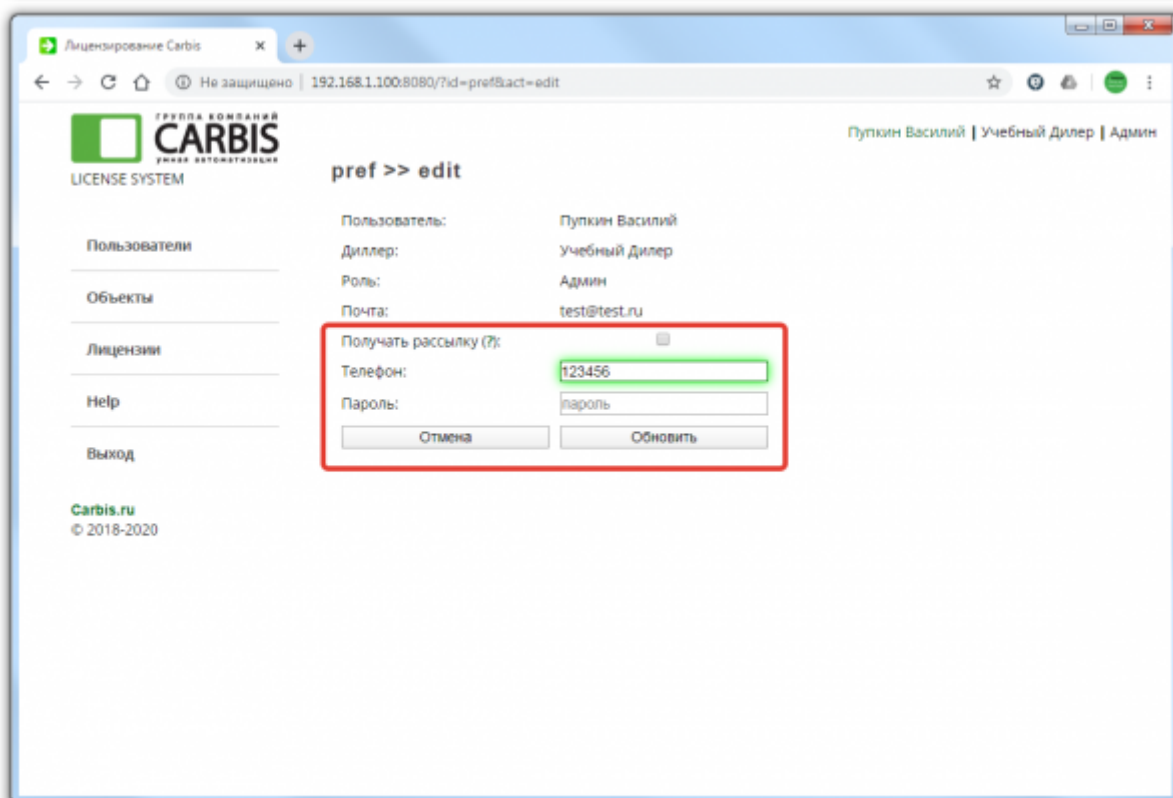 Лицензирование Carbis
Не защищено | 192.168.1.100:8080/?id=pref&act=edit
ГРУППА КОМПАНИЙ
CARBIS
умная автоматизация
LICENSE SYSTEM
Пупкин Василий | Учебный Дилер | Админ
pref >> edit
Пользователи
Объекты
Лицензии
Help
Выход
Carbis.ru
© 2018-2020
Пользователь: Пупкин Василий
Диллер: Учебный Дилер
Роль: Админ
Почта: test@test.ru
Получать рассылку (?):
Телефон: 123456
Пароль: пароль
Отмена Обновить